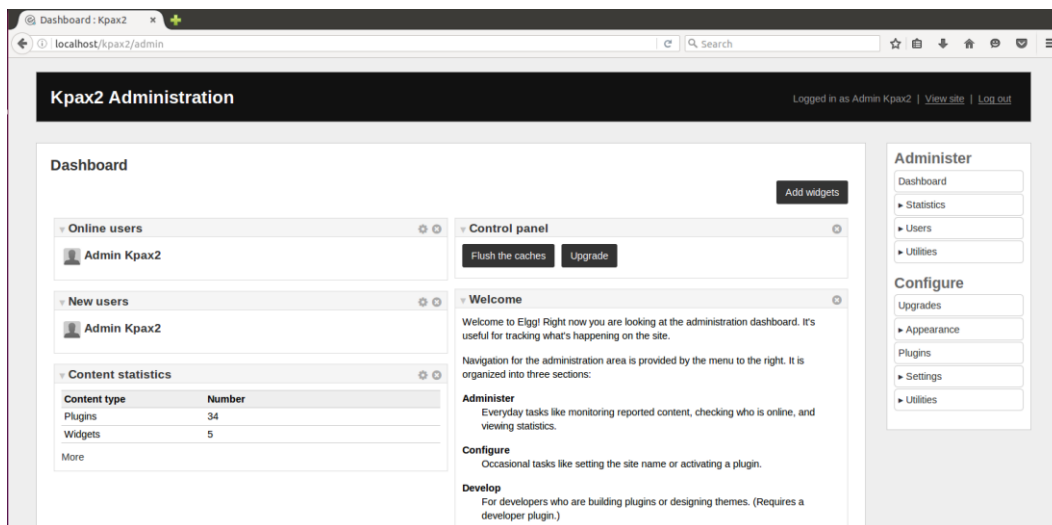 Dashboard : Kpax2
localhost/kpax2/admin
Search
Kpax2 Administration
Logged in as Admin Kpax2 | View site | Log out
Dashboard
Add widgets
Online users
Admin Kpax2
New users
Admin Kpax2
Content statistics
Content type Number
Plugins 34
Widgets 5
More
Control panel
Flush the caches Upgrade
Welcome
Welcome to Elgg! Right now you are looking at the administration dashboard. It's
useful for tracking what's happening on the site.
Navigation for the administration area is provided by the menu to the right. It is
organized into three sections:
Administer
Everyday tasks like monitoring reported content, checking who is online, and
viewing statistics.
Configure
Occasional tasks like setting the site name or activating a plugin.
Develop
For developers who are building plugins or designing themes. (Requires a
developer plugin.)
Administer
Dashboard
Statistics
Users
Utilities
Configure
Upgrades
Appearance
Plugins
Settings
Utilities